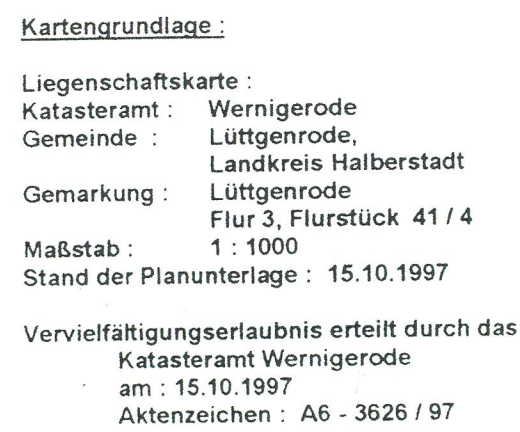 Kartengrundlage :
Liegenschaftskarte :
Katasteramt : Wernigerode
Gemeinde : Lüttgenrode,
Landkreis Halberstadt
Gemarkung : Lüttgenrode
Flur 3, Flurstück 41 / 4
Maßstab : 1 : 1000
Stand der Planunterlage : 15.10.1997
Vervielfältigungserlaubnis erteilt durch das
Katasteramt Wernigerode
am : 15.10.1997
Aktenzeichen : A6 - 3626 / 97